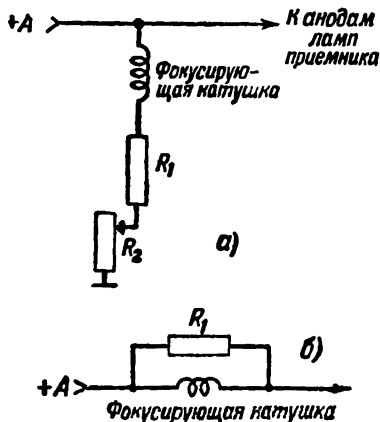 +А
К анодам
ламп
приемника
Фокусирую-
щая катушка
R1
R2
а)
R1
б)
+А
Фокусирующая катушка